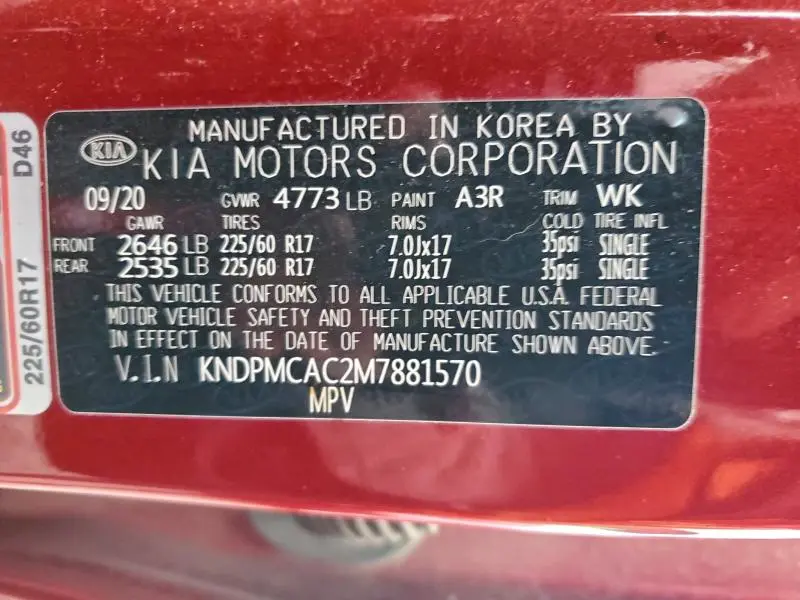 MANUFACTURED IN KOREA BY
KIA KIA MOTORS CORPORATION
09/20 GVWR 4773 LB PAINT A3R TRIM WK
GAWR TIRES RIMS COLD TIRE INFL
FRONT 2646 LB 225/60 R17 7.0Jx17 35psi SINGLE
REAR 2535 LB 225/60 R17 7.0Jx17 35psi SINGLE
THIS VEHICLE CONFORMS TO ALL APPLICABLE U.S.A. FEDERAL
MOTOR VEHICLE SAFETY AND THEFT PREVENTION STANDARDS
IN EFFECT ON THE DATE OF MANUFACTURE SHOWN ABOVE.
V.I.N KNDPMCAC2M7881570
MPV
225/60R17 D46